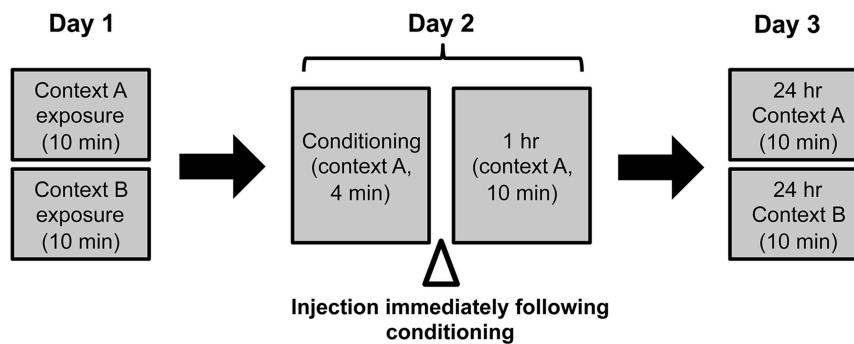 Day 1
Day 2
Day 3
Context A
exposure
(10 min)
Context B
exposure
(10 min)
Conditioning
(context A,
4 min)
1 hr
(context A,
10 min)
24 hr
Context A
(10 min)
24 hr
Context B
(10 min)
Injection immediately following
conditioning